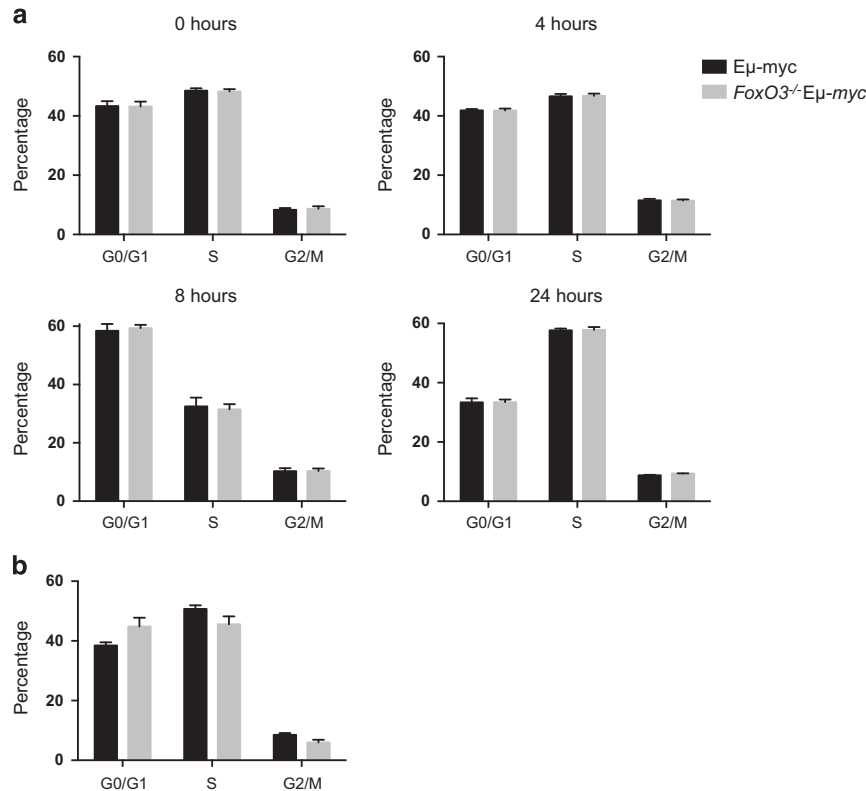 a
0 hours
60
40
20
0
Percentage
G0/G1 S G2/M
4 hours
60
40
20
0
Percentage
G0/G1 S G2/M
Eµ-myc
FoxO3-/-Eµ-myc
8 hours
60
40
20
0
Percentage
G0/G1 S G2/M
24 hours
60
40
20
0
Percentage
G0/G1 S G2/M
b
60
40
20
0
Percentage
G0/G1 S G2/M